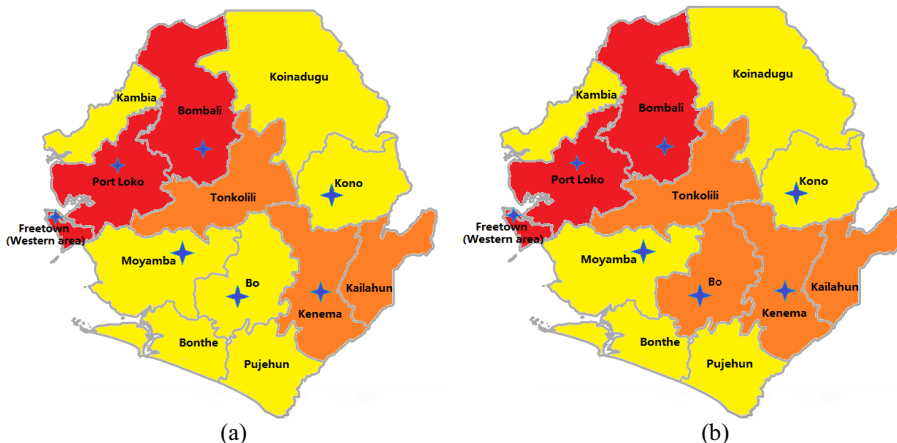 Koinadugu
Kambia
Bombali
Port Loko
Kono
Tonkolili
Freetown
(Western area)
Moyamba
Bo
Kailahun
Kenema
Bonthe
Pujehun
(a)
Koinadugu
Kambia
Bombali
Port Loko
Kono
Tonkolili
Freetown
(Western area)
Moyamba
Bo
Kailahun
Kenema
Bonthe
Pujehun
(b)